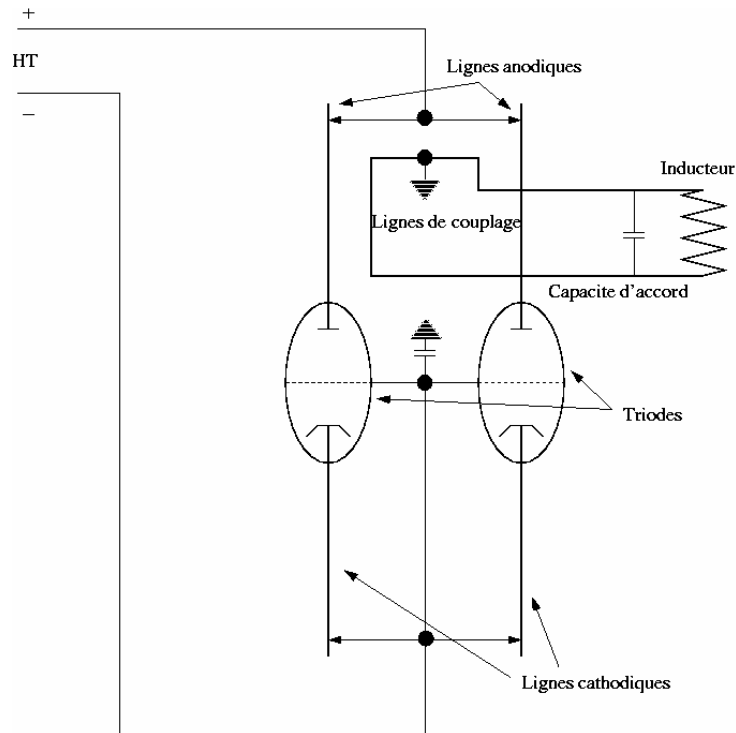 +
HT
−
Lignes anodiques
Inducteur
Lignes de couplage
Capacite d'accord
Triodes
Lignes cathodiques